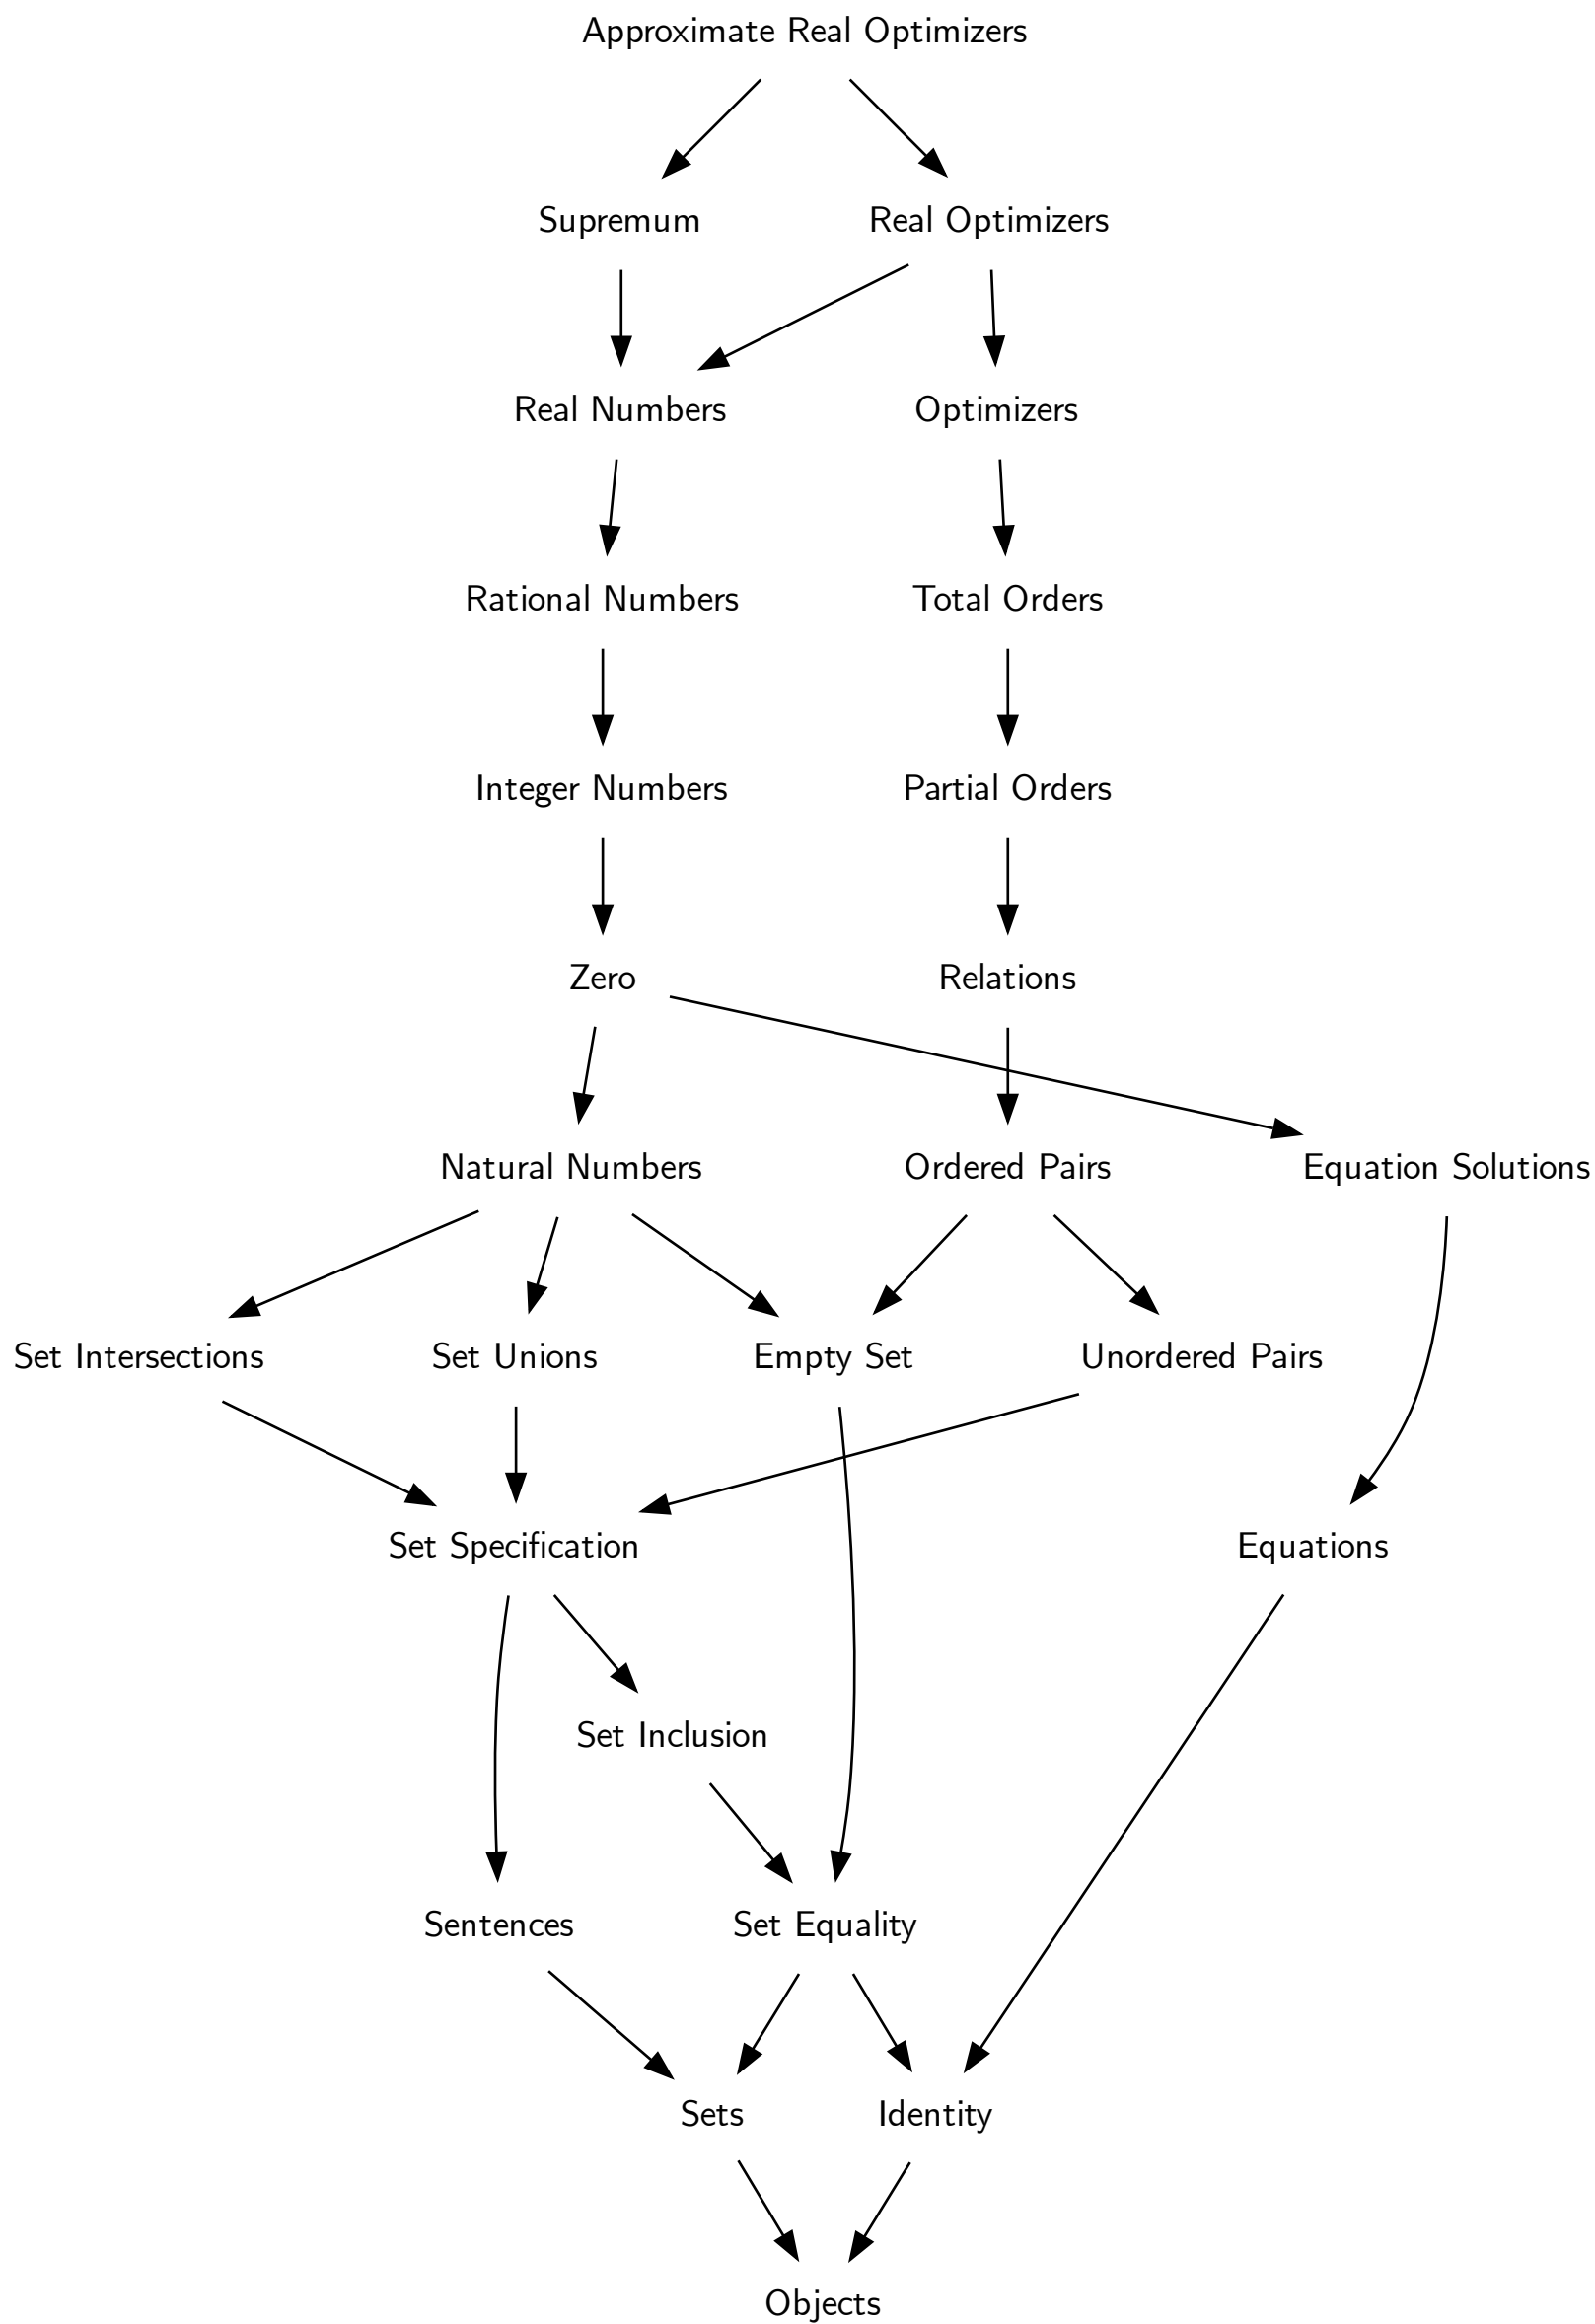 Approximate Real Optimizers
Supremum
Real Optimizers
Real Numbers
Optimizers
Rational Numbers
Total Orders
Integer Numbers
Partial Orders
Zero
Relations
Natural Numbers
Ordered Pairs
Equation Solutions
Set Intersections
Set Unions
Empty Set
Unordered Pairs
Set Specification
Equations
Set Inclusion
Sentences
Set Equality
Sets
Identity
Objects